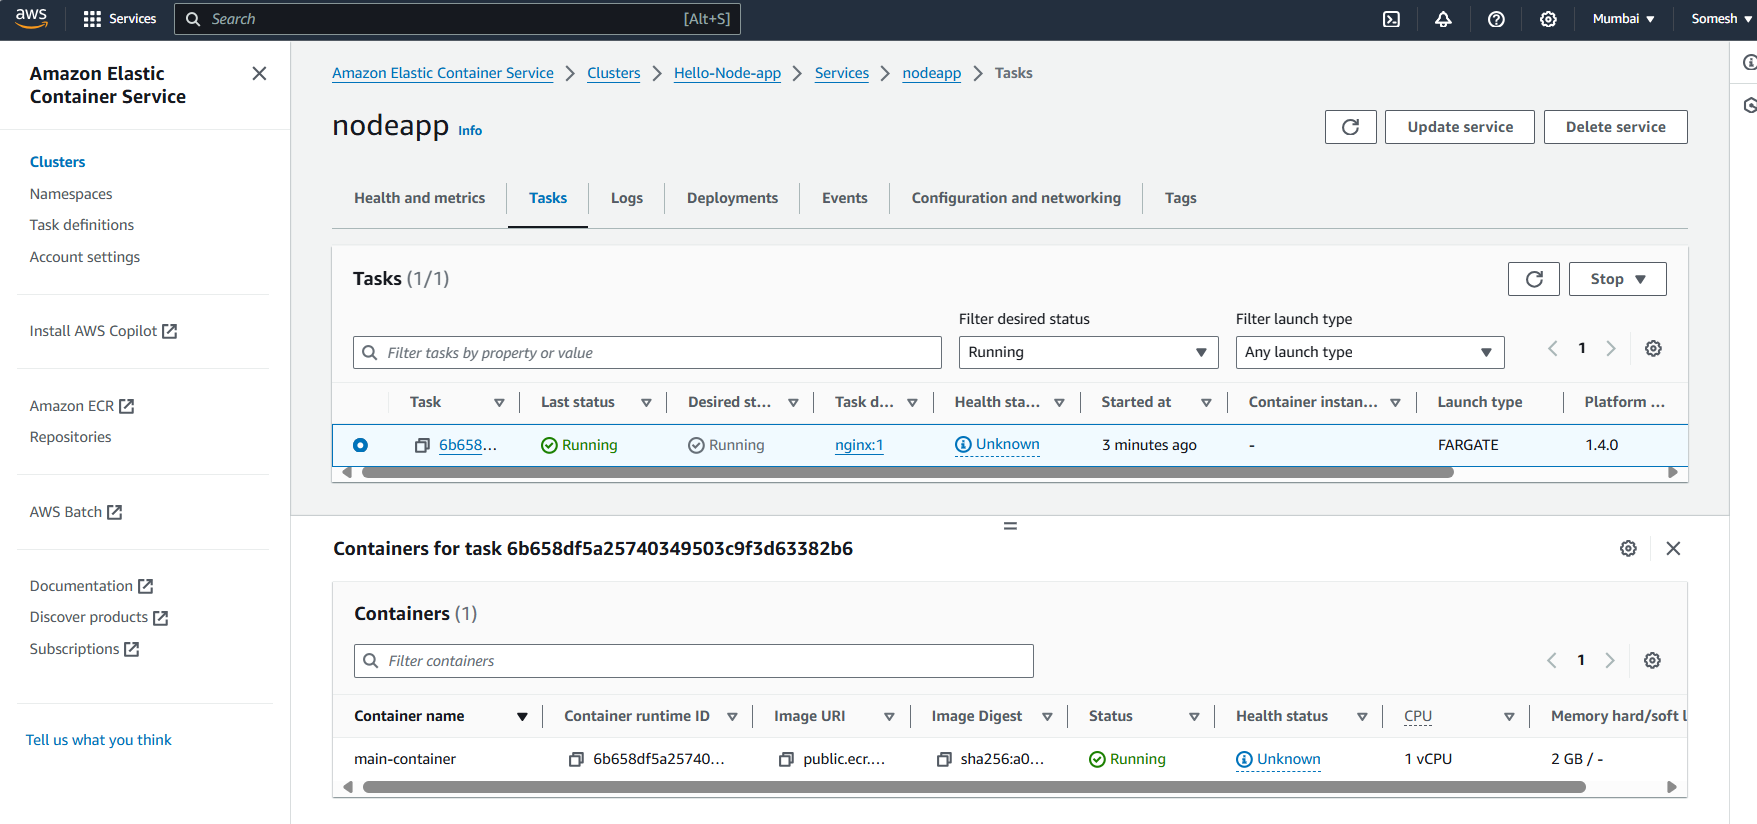 aws
Services
Search
[Alt+S]
Mumbai
Somesh
Amazon Elastic
Container Service
Clusters
Namespaces
Task definitions
Account settings
Install AWS Copilot
Amazon ECR
Repositories
AWS Batch
Documentation
Discover products
Subscriptions
Tell us what you think
Amazon Elastic Container Service
Clusters
Hello-Node-app
Services
nodeapp
Tasks
nodeapp Info
Update service
Delete service
Health and metrics
Tasks
Logs
Deployments
Events
Configuration and networking
Tags
Tasks (1/1)
Stop
Filter desired status
Filter launch type
Filter tasks by property or value
Running
Any launch type
1
Task
Last status
Desired st...
Task d...
Health sta...
Started at
Container instan...
Launch type
Platform ...
6b658...
Running
Running
nginx:1
Unknown
3 minutes ago
-
FARGATE
1.4.0
Containers for task 6b658df5a25740349503c9f3d63382b6
Containers (1)
Filter containers
1
Container name
Container runtime ID
Image URI
Image Digest
Status
Health status
CPU
Memory hard/soft l
main-container
6b658df5a25740...
public.ecr....
sha256:a0...
Running
Unknown
1 vCPU
2 GB / -